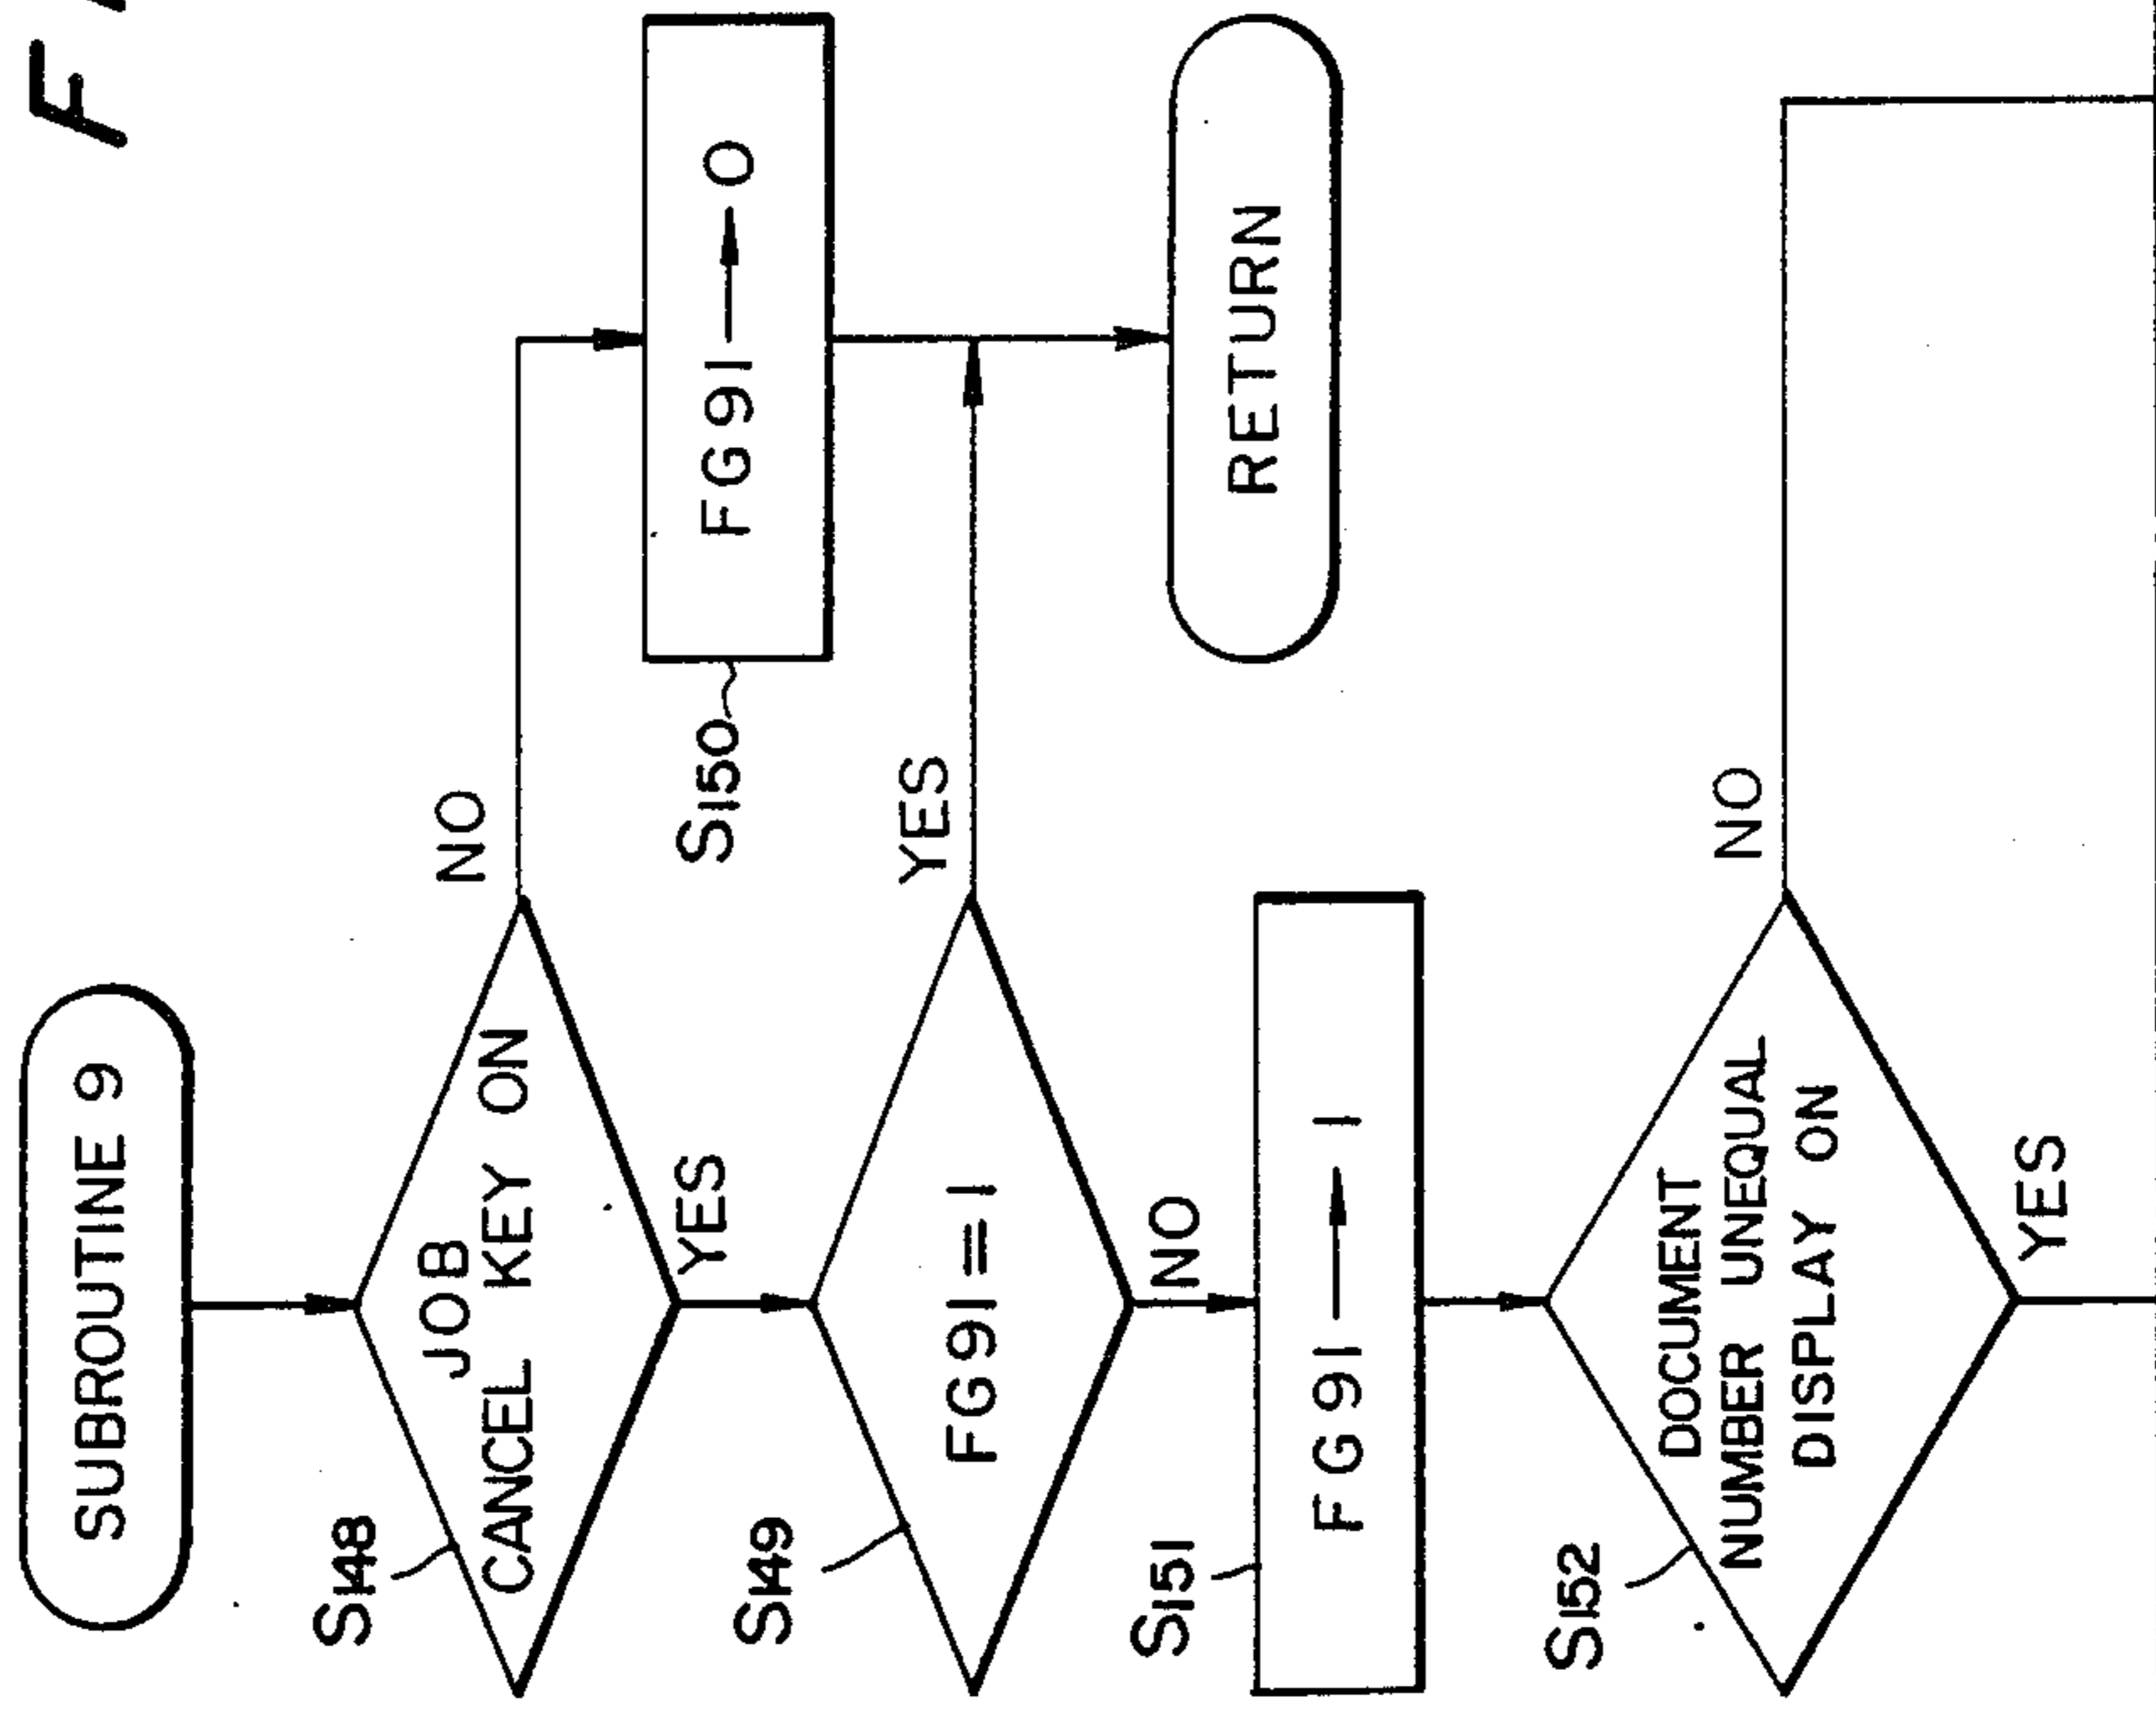 SUBROUTINE 9
S148
JOB
CANCEL KEY ON
NO
YES
S150
FG91 → 0
S149
FG91 = 1
YES
NO
S151
FG91 → 1
RETURN
S152
DOCUMENT
NUMBER UNEQUAL
DISPLAY ON
NO
YES